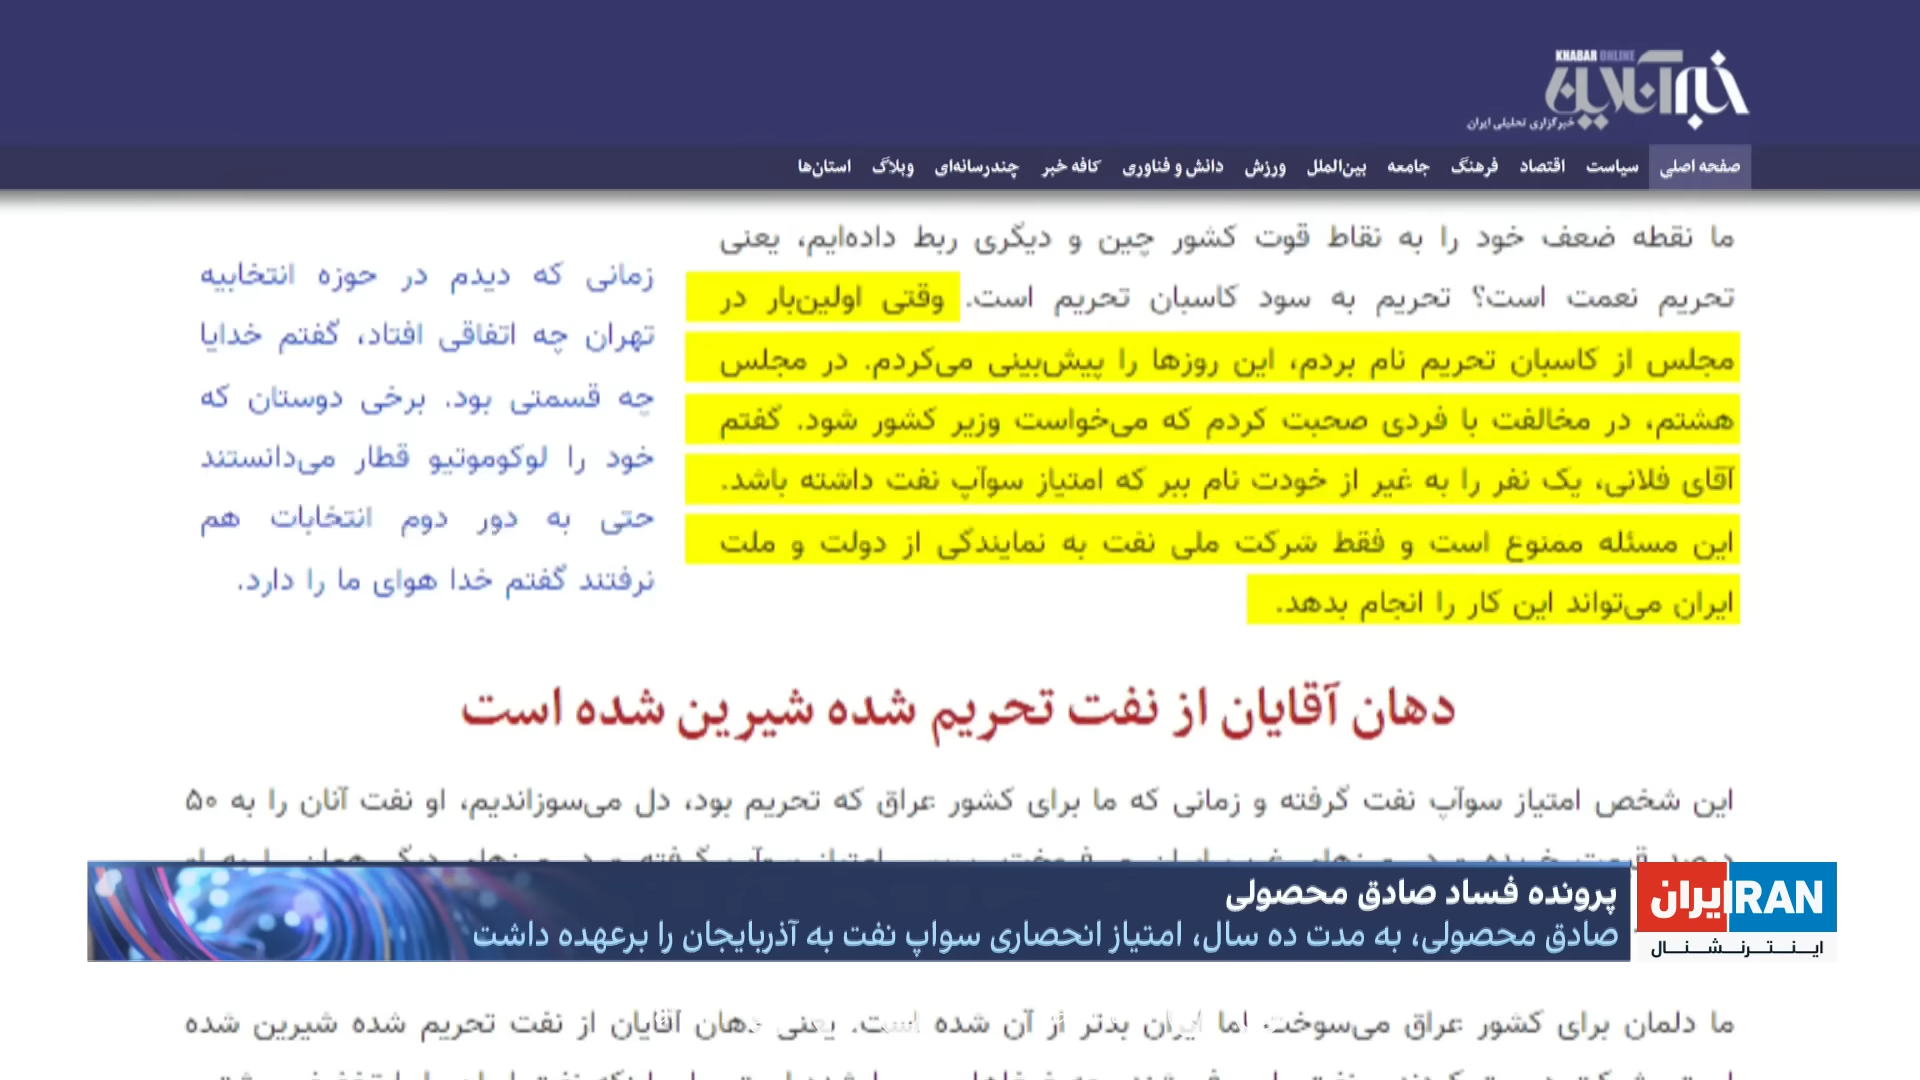 KHABAR ONLINE
خبرآنلاین
خبرگزاری تحلیلی ایران
صفحه اصلی سیاست اقتصاد فرهنگ جامعه بین‌الملل ورزش دانش و فناوری کافه خبر چندرسانه‌ای وبلاگ استان‌ها
ما نقطه ضعف خود را به نقاط قوت کشور چین و دیگری ربط داده‌ایم، یعنی
تحریم نعمت است؟ تحریم به سود کاسبان تحریم است. وقتی اولین‌بار در
مجلس از کاسبان تحریم نام بردم، این روزها را پیش‌بینی می‌کردم. در مجلس
هشتم، در مخالفت با فردی صحبت کردم که می‌خواست وزیر کشور شود. گفتم
آقای فلانی، یک نفر را به غیر از خودت نام ببر که امتیاز سوآپ نفت داشته باشد.
این مسئله ممنوع است و فقط شرکت ملی نفت به نمایندگی از دولت و ملت
ایران می‌تواند این کار را انجام بدهد.
زمانی که دیدم در حوزه انتخابیه
تهران چه اتفاقی افتاد، گفتم خدایا
چه قسمتی بود. برخی دوستان که
خود را لوکوموتیو قطار می‌دانستند
حتی به دور دوم انتخابات هم
نرفتند گفتم خدا هوای ما را دارد.
دهان آقایان از نفت تحریم شده شیرین شده است
این شخص امتیاز سوآپ نفت گرفته و زمانی که ما برای کشور عراق که تحریم بود، دل می‌سوزاندیم، او نفت آنان را به ۵۰
پرونده فساد صادق محصولی
صادق محصولی، به مدت ده سال، امتیاز انحصاری سواپ نفت به آذربایجان را برعهده داشت
ایران IRAN
اینترنشنال
ما دلمان برای کشور عراق می‌سوخت اما ایران بدتر از آن شده است. یعنی دهان آقایان از نفت تحریم شده شیرین شده